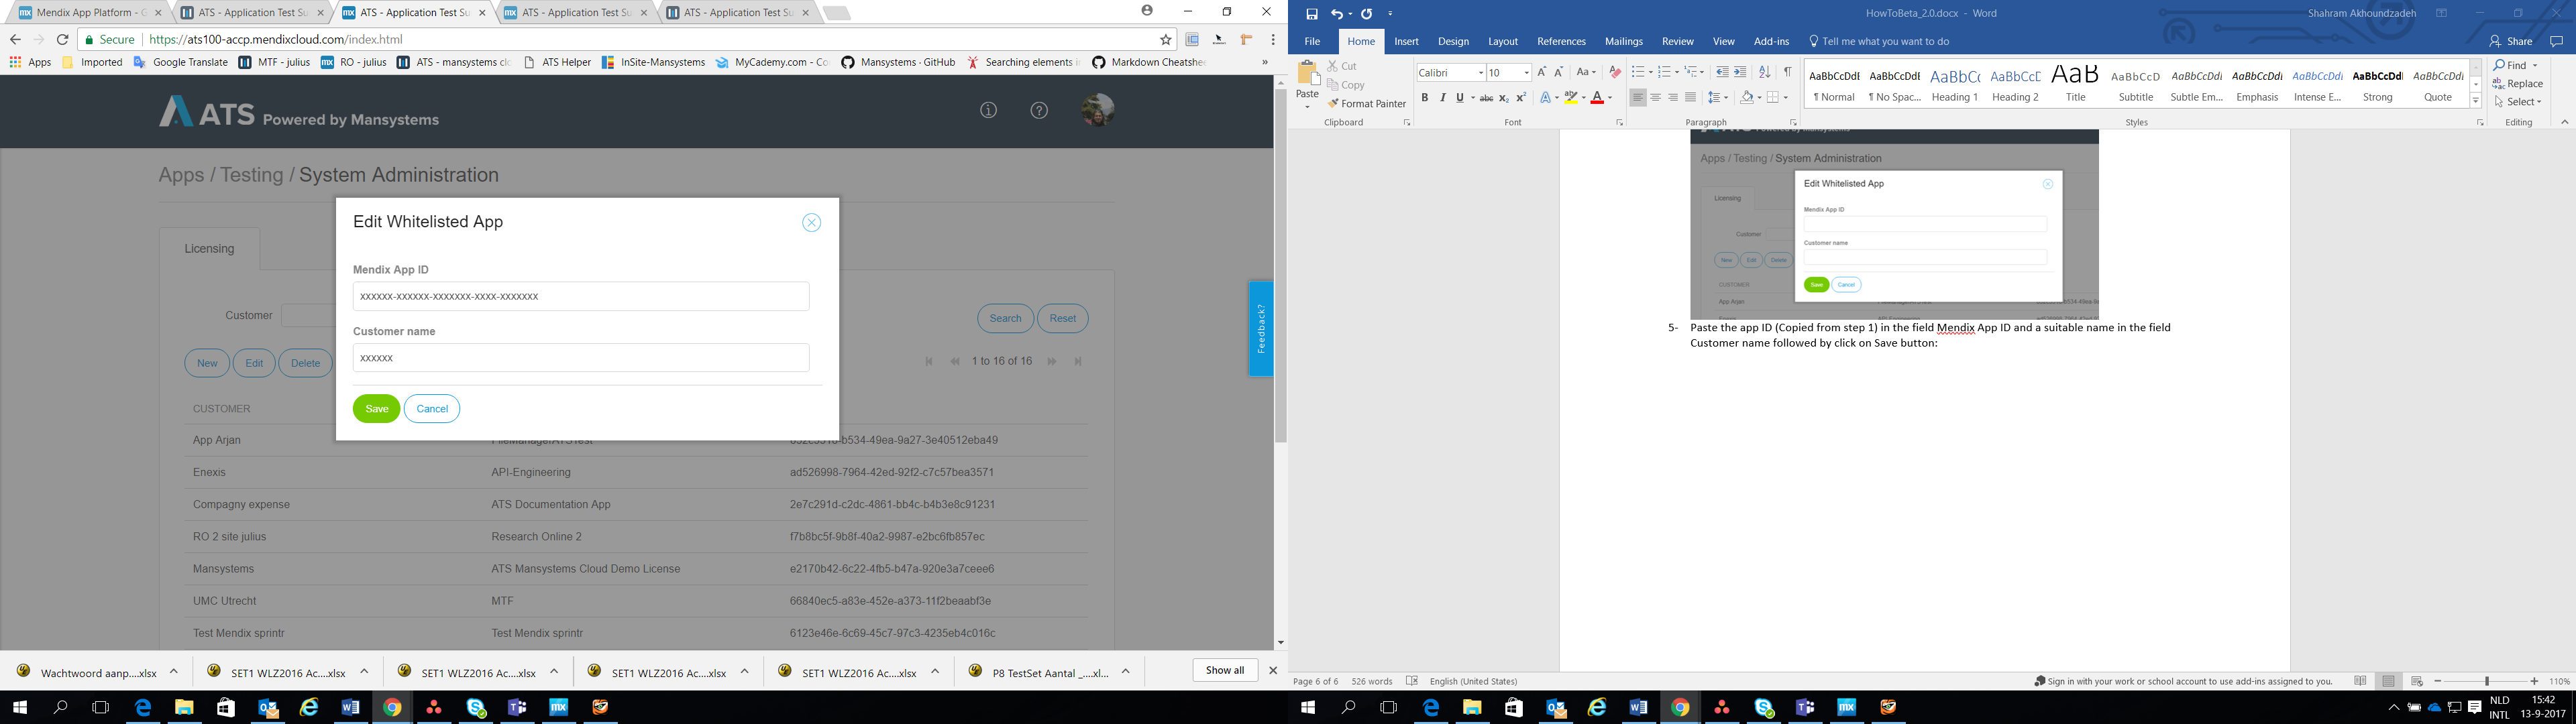 Mendix App Platform - G
ATS - Application Test Su
ATS - Application Test Su
ATS - Application Test Su
ATS - Application Test Su
Secure | https://ats100-accp.mendixcloud.com/index.html
Apps Imported Google Translate MTF - julius RO - julius ATS - mansystems clo ATS Helper InSite-Mansystems MyCademy.com - Co Mansystems · GitHub Searching elements i Markdown Cheatshe »
ATS Powered by Mansystems
Apps / Testing / System Administration
Licensing
Customer
Search Reset
New Edit Delete
1 to 16 of 16
Edit Whitelisted App
Mendix App ID
xxxxxx-xxxxxx-xxxxxxx-xxxx-xxxxxxx
Customer name
xxxxxx
Save Cancel
Feedback?
CUSTOMER
App Arjan
Enexis API-Engineering ad526998-7964-42ed-92f2-c7c57bea3571
Compagny expense ATS Documentation App 2e7c291d-c2dc-4861-bb4c-b4b3e8c91231
RO 2 site julius Research Online 2 f7b8bc5f-9b8f-40a2-9987-e2bc6fb857ec
Mansystems ATS Mansystems Cloud Demo License e2170b42-6c22-4fb5-b47a-920e3a7ceee6
UMC Utrecht MTF 66840ec5-a83e-452e-a373-11f2beaabf3e
Test Mendix sprintr Test Mendix sprintr 6123e46e-6c69-45c7-97c3-4235eb4c016c
Wachtwoord aanp....xlsx SET1 WLZ2016 Ac....xlsx SET1 WLZ2016 Ac....xlsx SET1 WLZ2016 Ac....xlsx SET1 WLZ2016 Ac....xlsx P8 TestSet Aantal _....xl... Show all
HowToBeta_2.0.docx - Word
Shahram Akhoundzadeh
File Home Insert Design Layout References Mailings Review View Add-ins Tell me what you want to do Share
Paste
Cut
Copy
Format Painter
Calibri 10
Find
Replace
Select
AaBbCcDdI AaBbCcDdI AaBbC( AaBbCcE AaB AaBbCcD AaBbCcDdI AaBbCcDdI AaBbCcDdI AaBbCcDdI AaBbCcDdI
¶ Normal ¶ No Spac... Heading 1 Heading 2 Title Subtitle Subtle Em... Emphasis Intense E... Strong Quote
Clipboard Font Paragraph Styles Editing
Apps / Testing / System Administration
Licensing
Edit Whitelisted App
Mendix App ID
Customer
Customer name
New Edit Delete
Save Cancel
CUSTOMER
App Arjan
5- Paste the app ID (Copied from step 1) in the field Mendix App ID and a suitable name in the field
Customer name followed by click on Save button:
Page 6 of 6 526 words English (United States)
Sign in with your work or school account to use add-ins assigned to you.
110%
NLD
INTL
15:42
13-9-2017